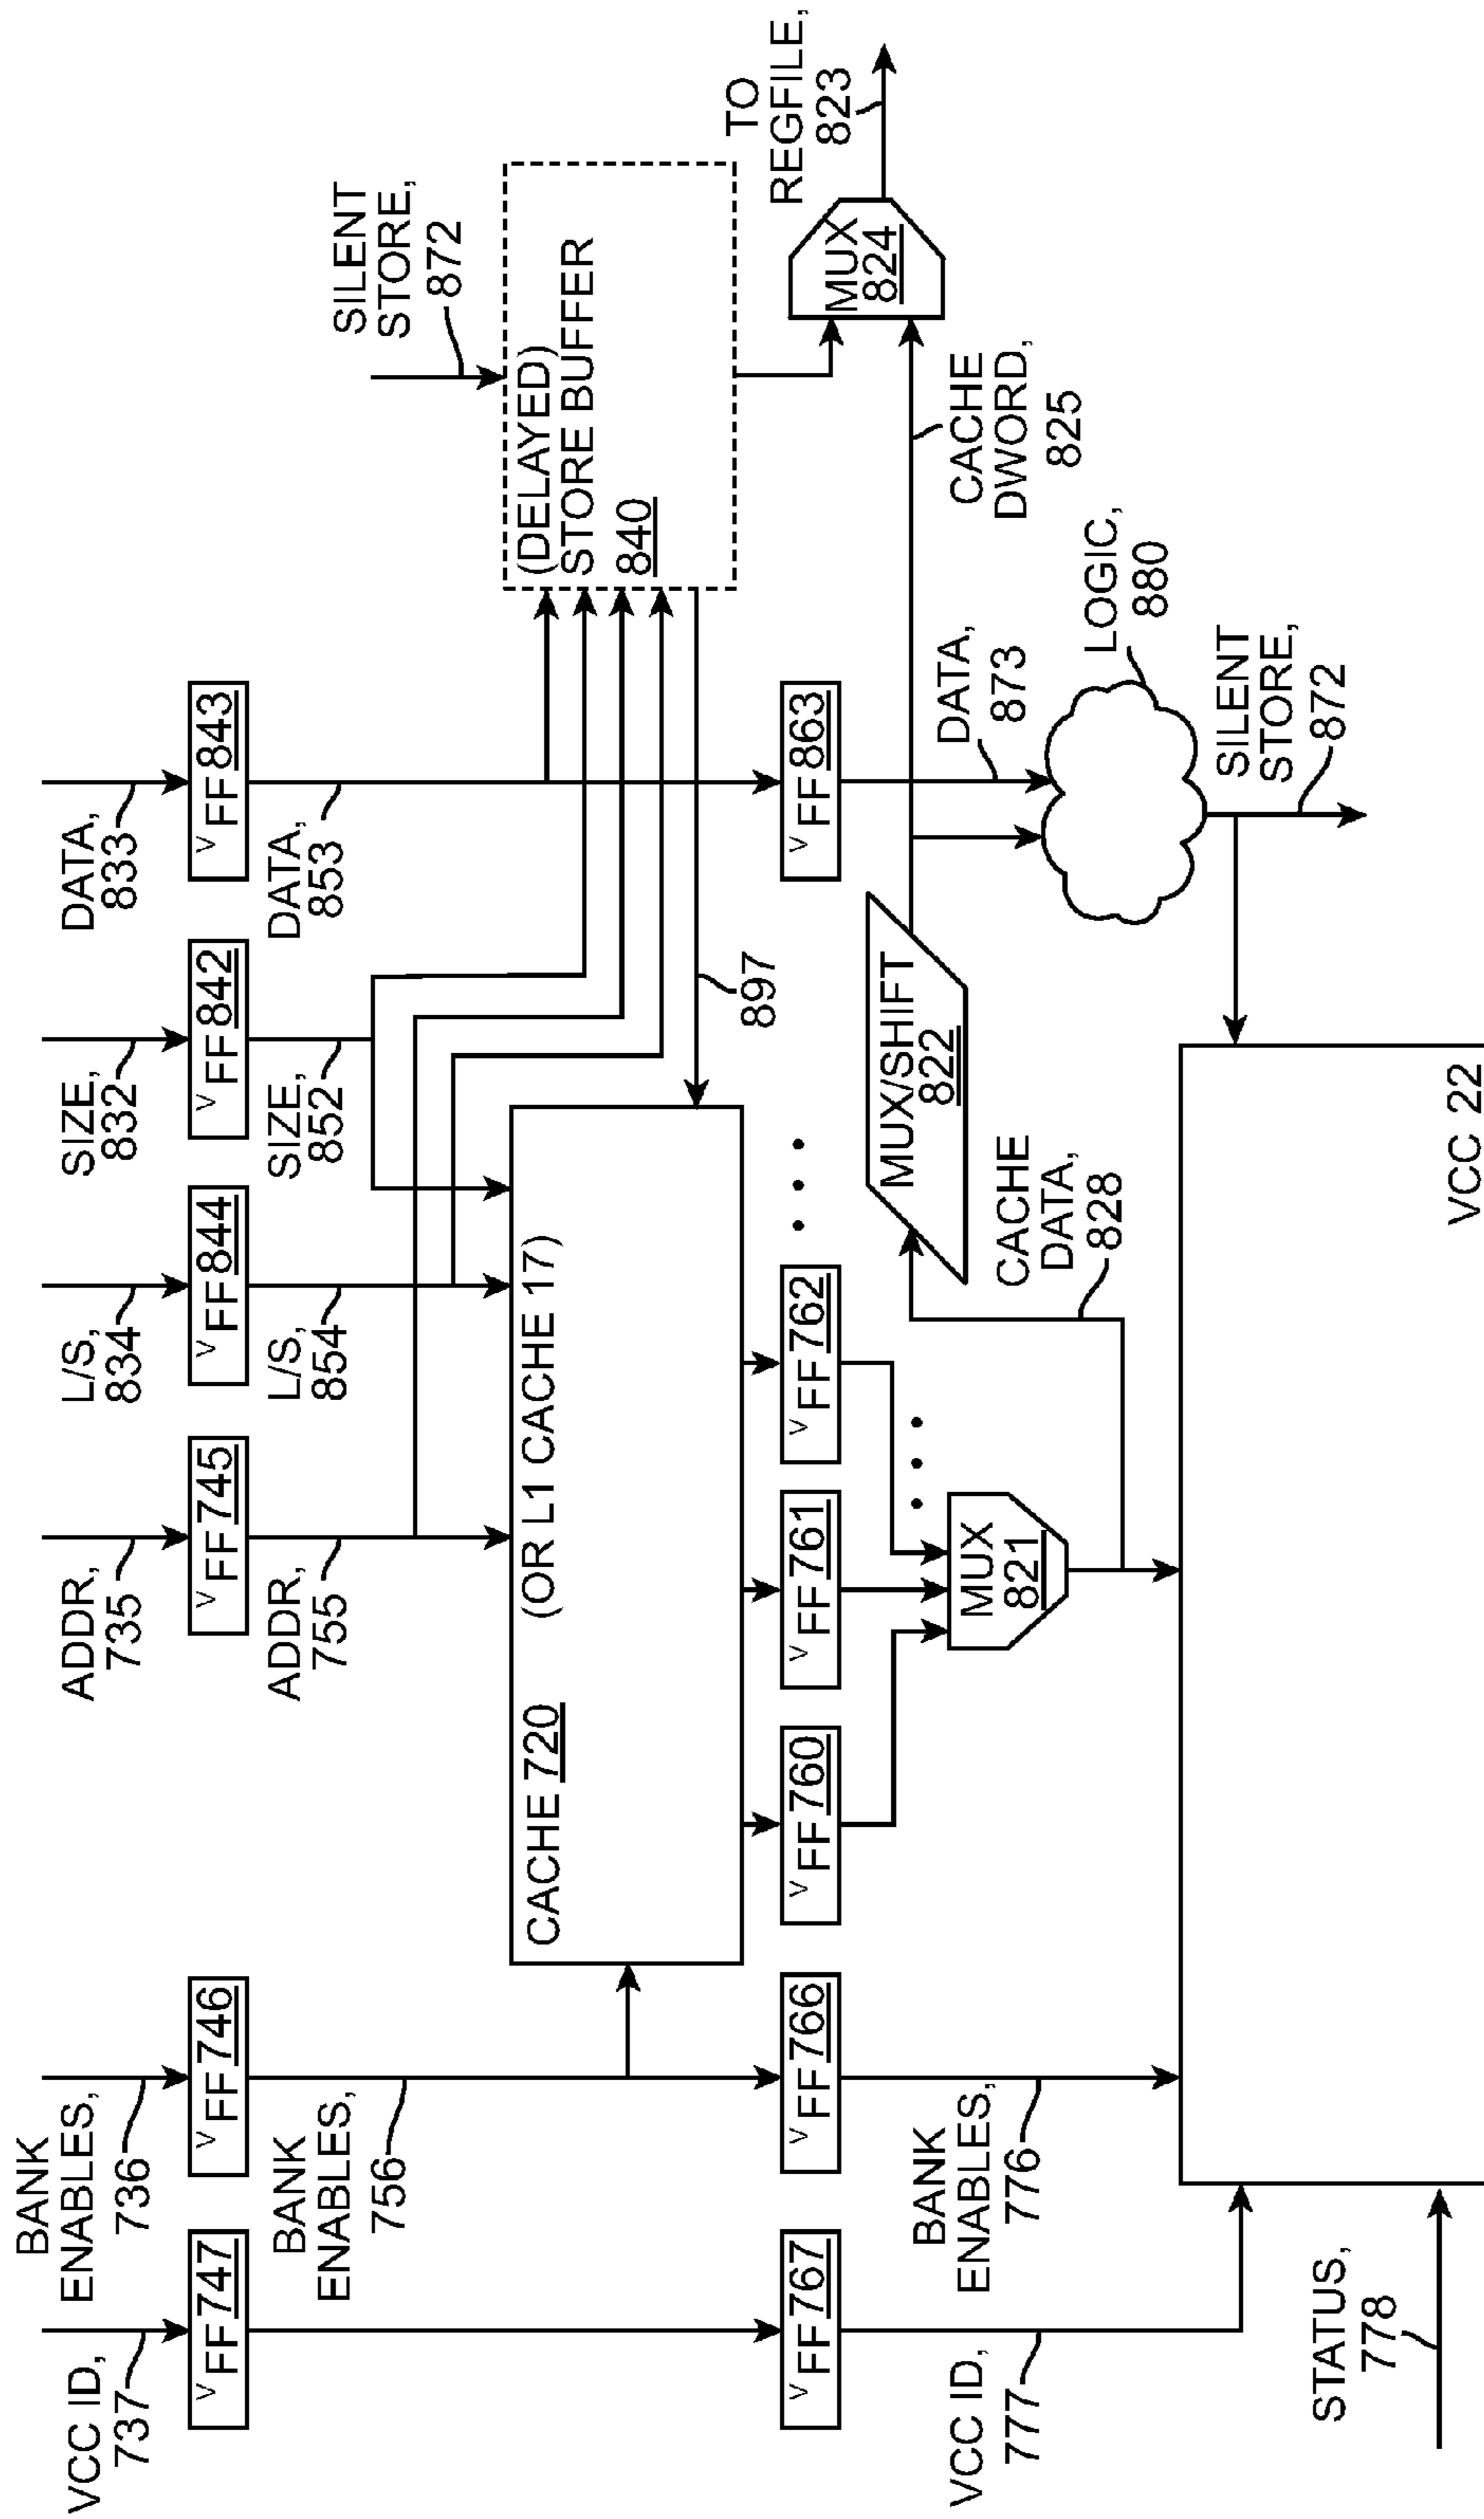 VCC ID,
737
BANK
ENABLES,
736
ADDR,
735
L/S,
834
SIZE,
832
DATA,
833
FF 747
FF 746
FF 745
FF 844
FF 842
FF 843
BANK
ENABLES,
756
ADDR,
755
L/S,
854
SIZE,
852
DATA,
853
SILENT
STORE,
872
CACHE 720
(OR L1 CACHE 17)
(DELAYED)
STORE BUFFER
840
897
TO
REGFILE,
823
FF 767
FF 766
FF 760
FF 761
FF 762
FF 863
MUX
824
MUX/SHIFT
822
VCC ID,
777
BANK
ENABLES,
776
MUX
821
CACHE
DATA,
828
DATA,
873
CACHE
DWORD,
825
LOGIC,
880
SILENT
STORE,
872
STATUS,
778
VCC 22